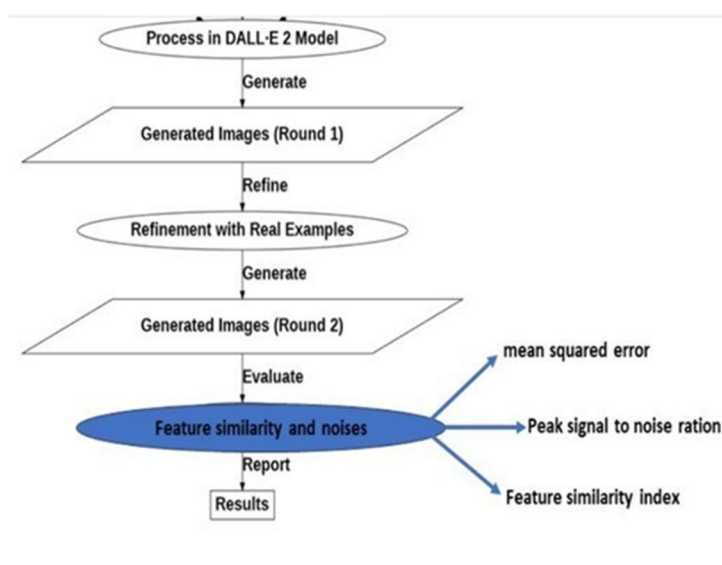 Process in DALL·E 2 Model
Generate
Generated Images (Round 1)
Refine
Refinement with Real Examples
Generate
Generated Images (Round 2)
Evaluate
mean squared error
Feature similarity and noises
Peak signal to noise ration
Report
Feature similarity index
Results